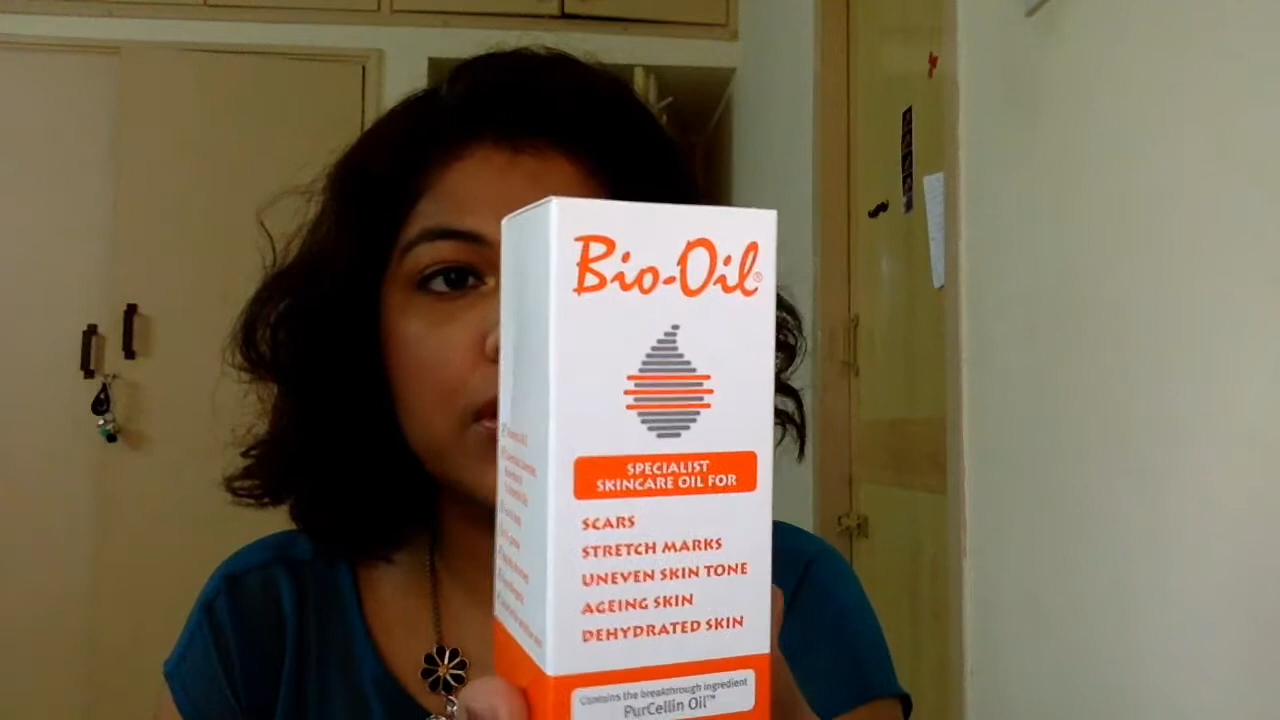 Bio-Oil®
SPECIALIST
SKINCARE OIL FOR
SCARS
STRETCH MARKS
UNEVEN SKIN TONE
AGEING SKIN
DEHYDRATED SKIN
Contains the breakthrough ingredient
PurCellin Oil™